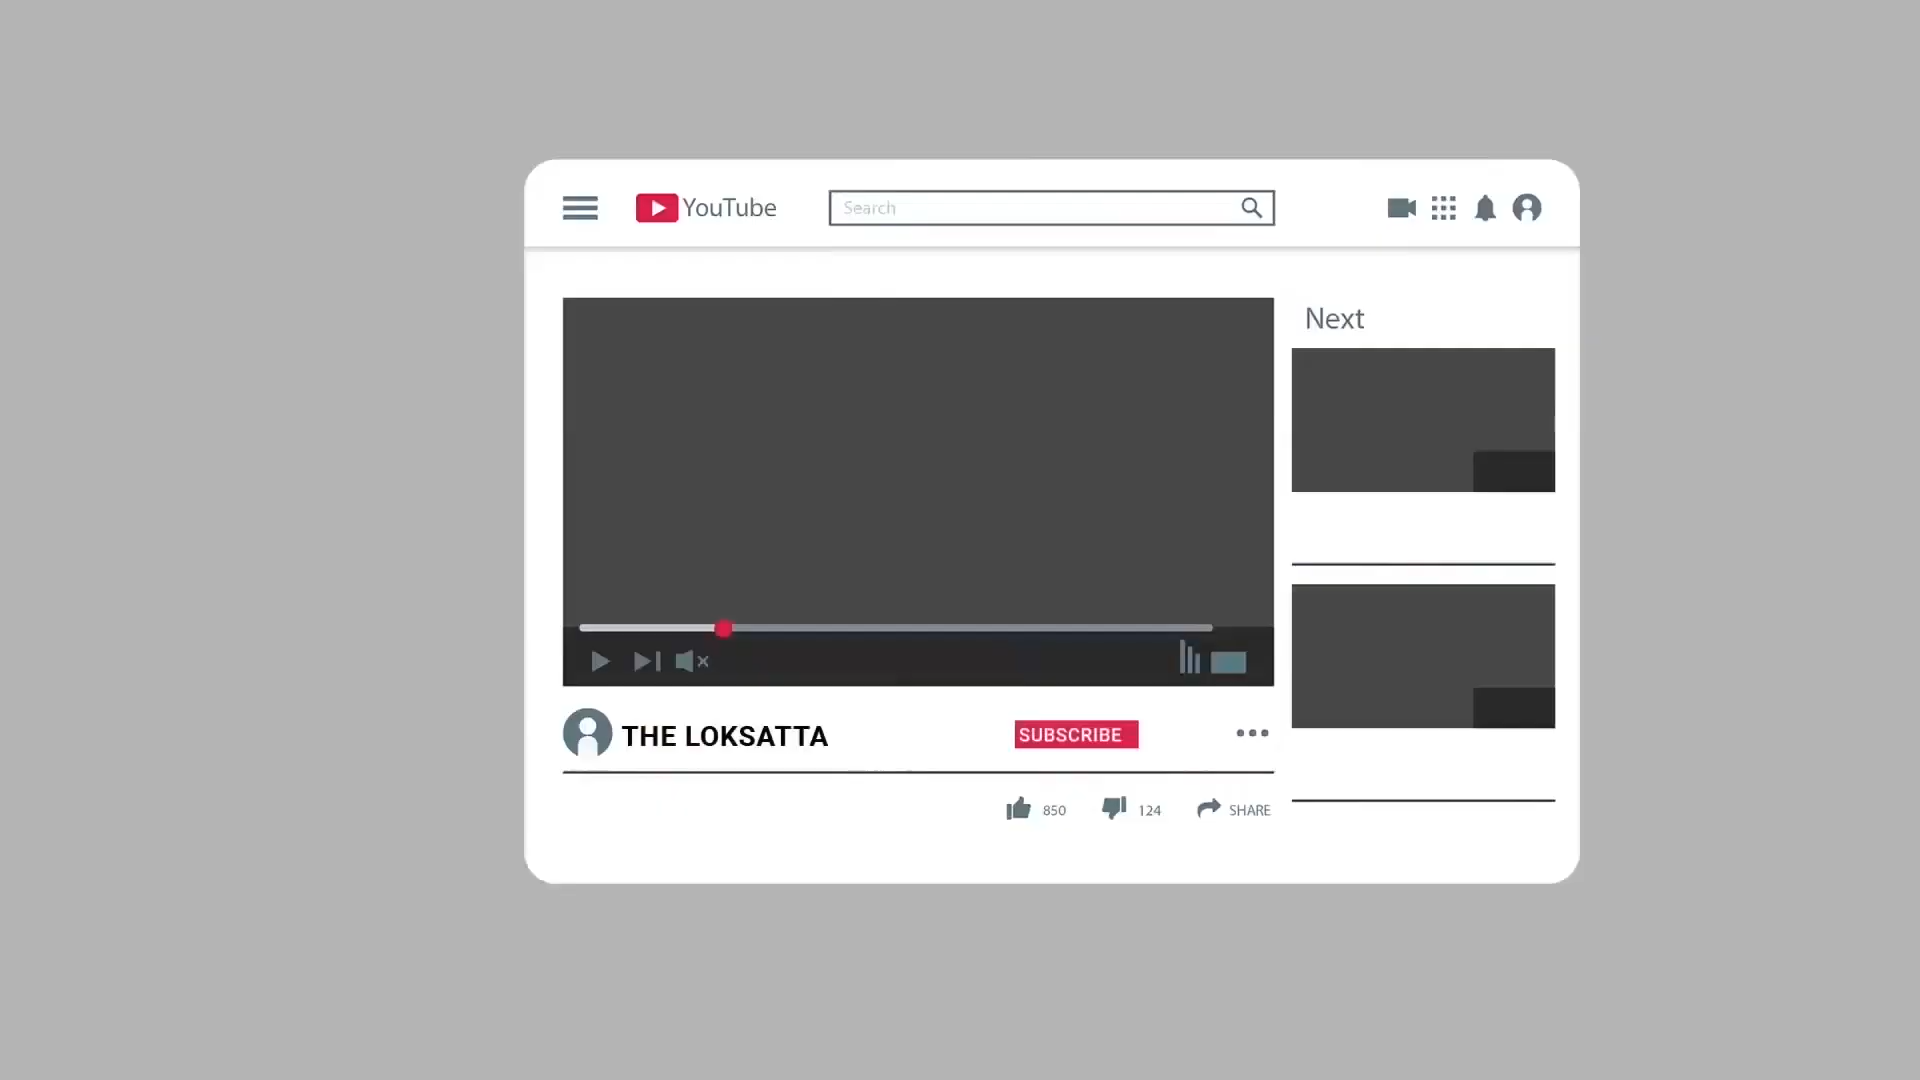 YouTube
Search
Next
THE LOKSATTA
SUBSCRIBE
850
124
SHARE